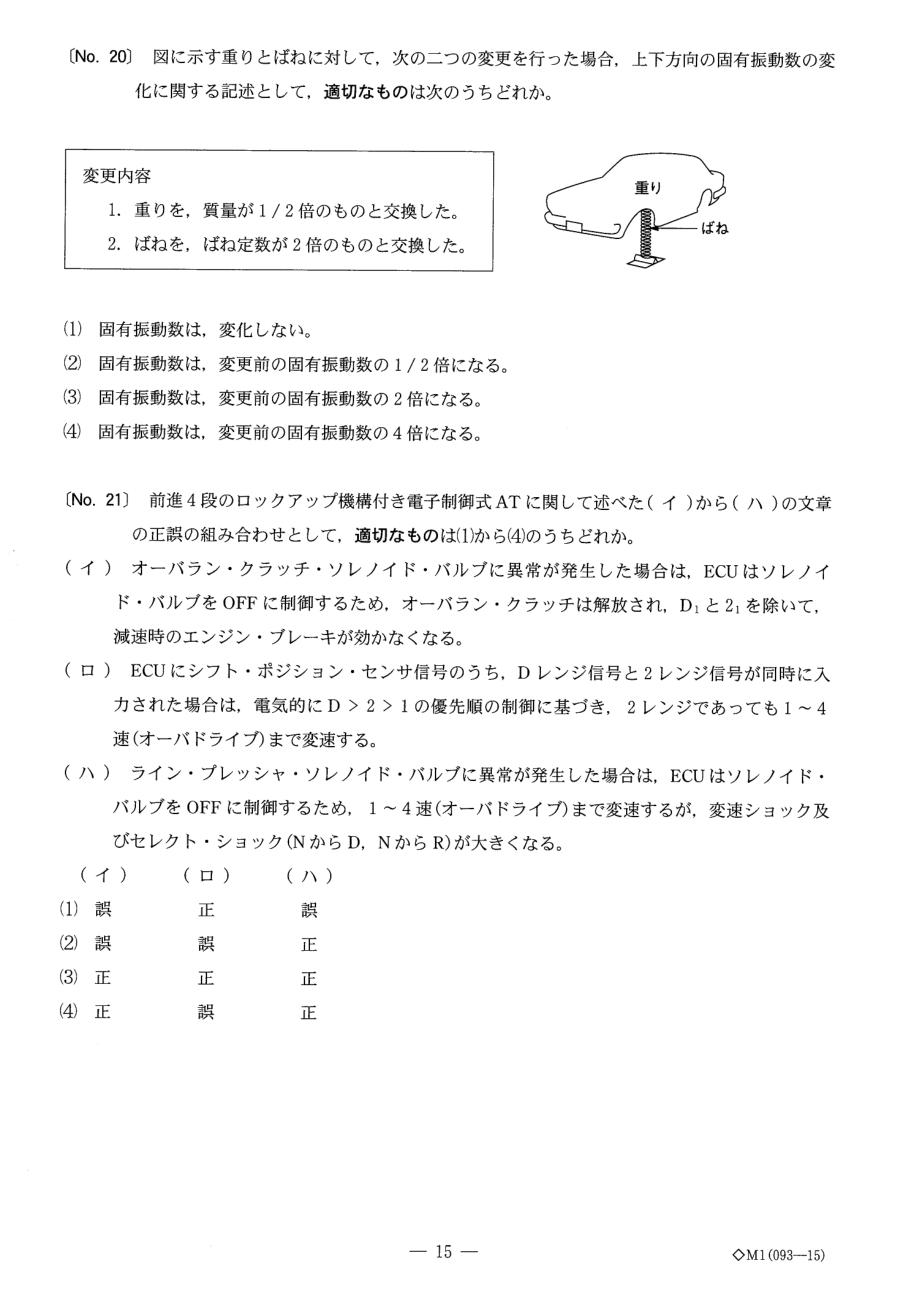 〔No. 20〕 図に示す重りとばねに対して，次の二つの変更を行った場合，上下方向の固有振動数の変
化に関する記述として，適切なものは次のうちどれか。
変更内容
1. 重りを，質量が 1 / 2 倍のものと交換した。
2. ばねを，ばね定数が 2 倍のものと交換した。
重り
ばね
⑴ 固有振動数は，変化しない。
⑵ 固有振動数は，変更前の固有振動数の 1 / 2 倍になる。
⑶ 固有振動数は，変更前の固有振動数の 2 倍になる。
⑷ 固有振動数は，変更前の固有振動数の 4 倍になる。
〔No. 21〕 前進 4 段のロックアップ機構付き電子制御式 AT に関して述べた( イ )から( ハ )の文章
の正誤の組み合わせとして，適切なものは⑴から⑷のうちどれか。
( イ ) オーバラン・クラッチ・ソレノイド・バルブに異常が発生した場合は，ECU はソレノイ
ド・バルブを OFF に制御するため，オーバラン・クラッチは解放され，D₁ と 2₁ を除いて，
減速時のエンジン・ブレーキが効かなくなる。
( ロ ) ECU にシフト・ポジション・センサ信号のうち，D レンジ信号と 2 レンジ信号が同時に入
力された場合は，電気的に D > 2 > 1 の優先順の制御に基づき，2 レンジであっても 1 〜 4
速(オーバドライブ)まで変速する。
( ハ ) ライン・プレッシャ・ソレノイド・バルブに異常が発生した場合は，ECU はソレノイド・
バルブを OFF に制御するため，1 〜 4 速(オーバドライブ)まで変速するが，変速ショック及
びセレクト・ショック(N から D，N から R)が大きくなる。
( イ ) ( ロ ) ( ハ )
⑴ 誤 正 誤
⑵ 誤 誤 正
⑶ 正 正 正
⑷ 正 誤 正
— 15 —
◇M1(093—15)